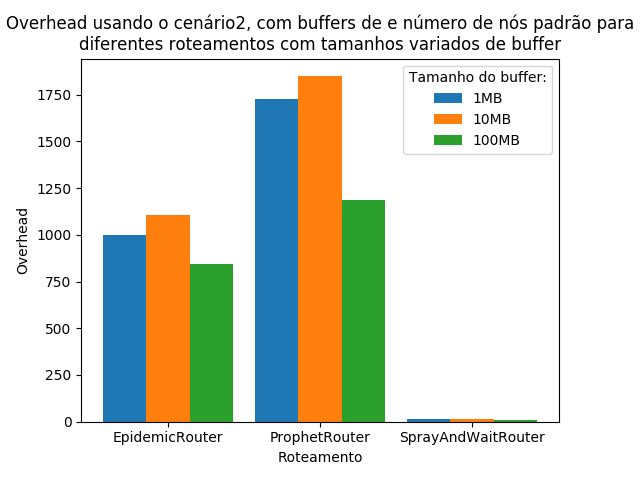 Overhead usando o cenário2, com buffers de e número de nós padrão para
diferentes roteamentos com tamanhos variados de buffer
Tamanho do buffer:
1MB
10MB
100MB
Overhead
1750
1500
1250
1000
750
500
250
0
EpidemicRouter
ProphetRouter
SprayAndWaitRouter
Roteamento